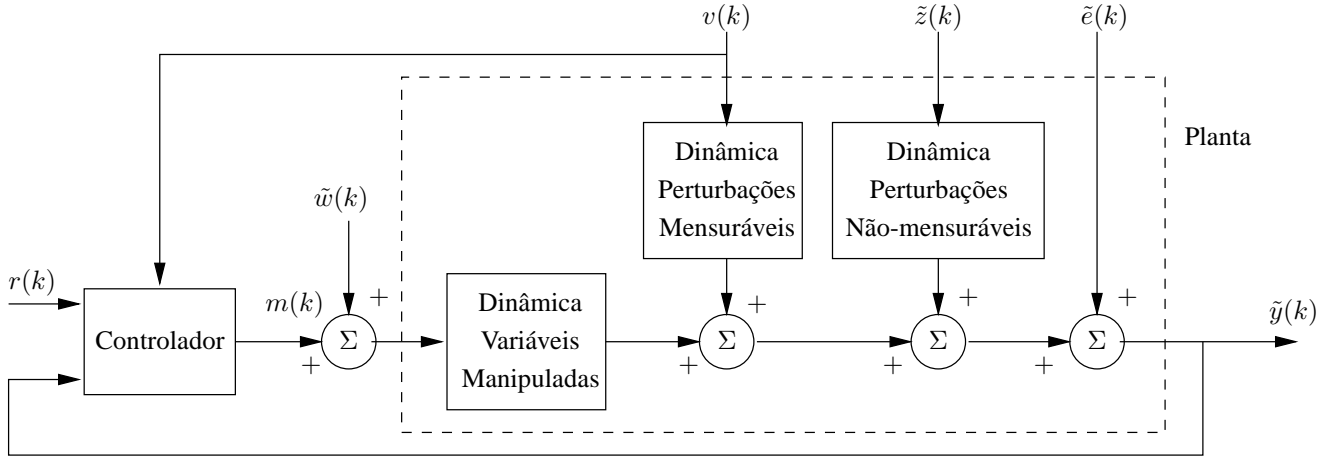 v(k)
z̃(k)
ẽ(k)
Planta
Dinâmica
Perturbações
Mensuráveis
Dinâmica
Perturbações
Não-mensuráveis
w̃(k)
r(k)
Controlador
m(k)
+
Σ
+
Dinâmica
Variáveis
Manipuladas
+
Σ
+
+
Σ
+
+
Σ
+
ỹ(k)